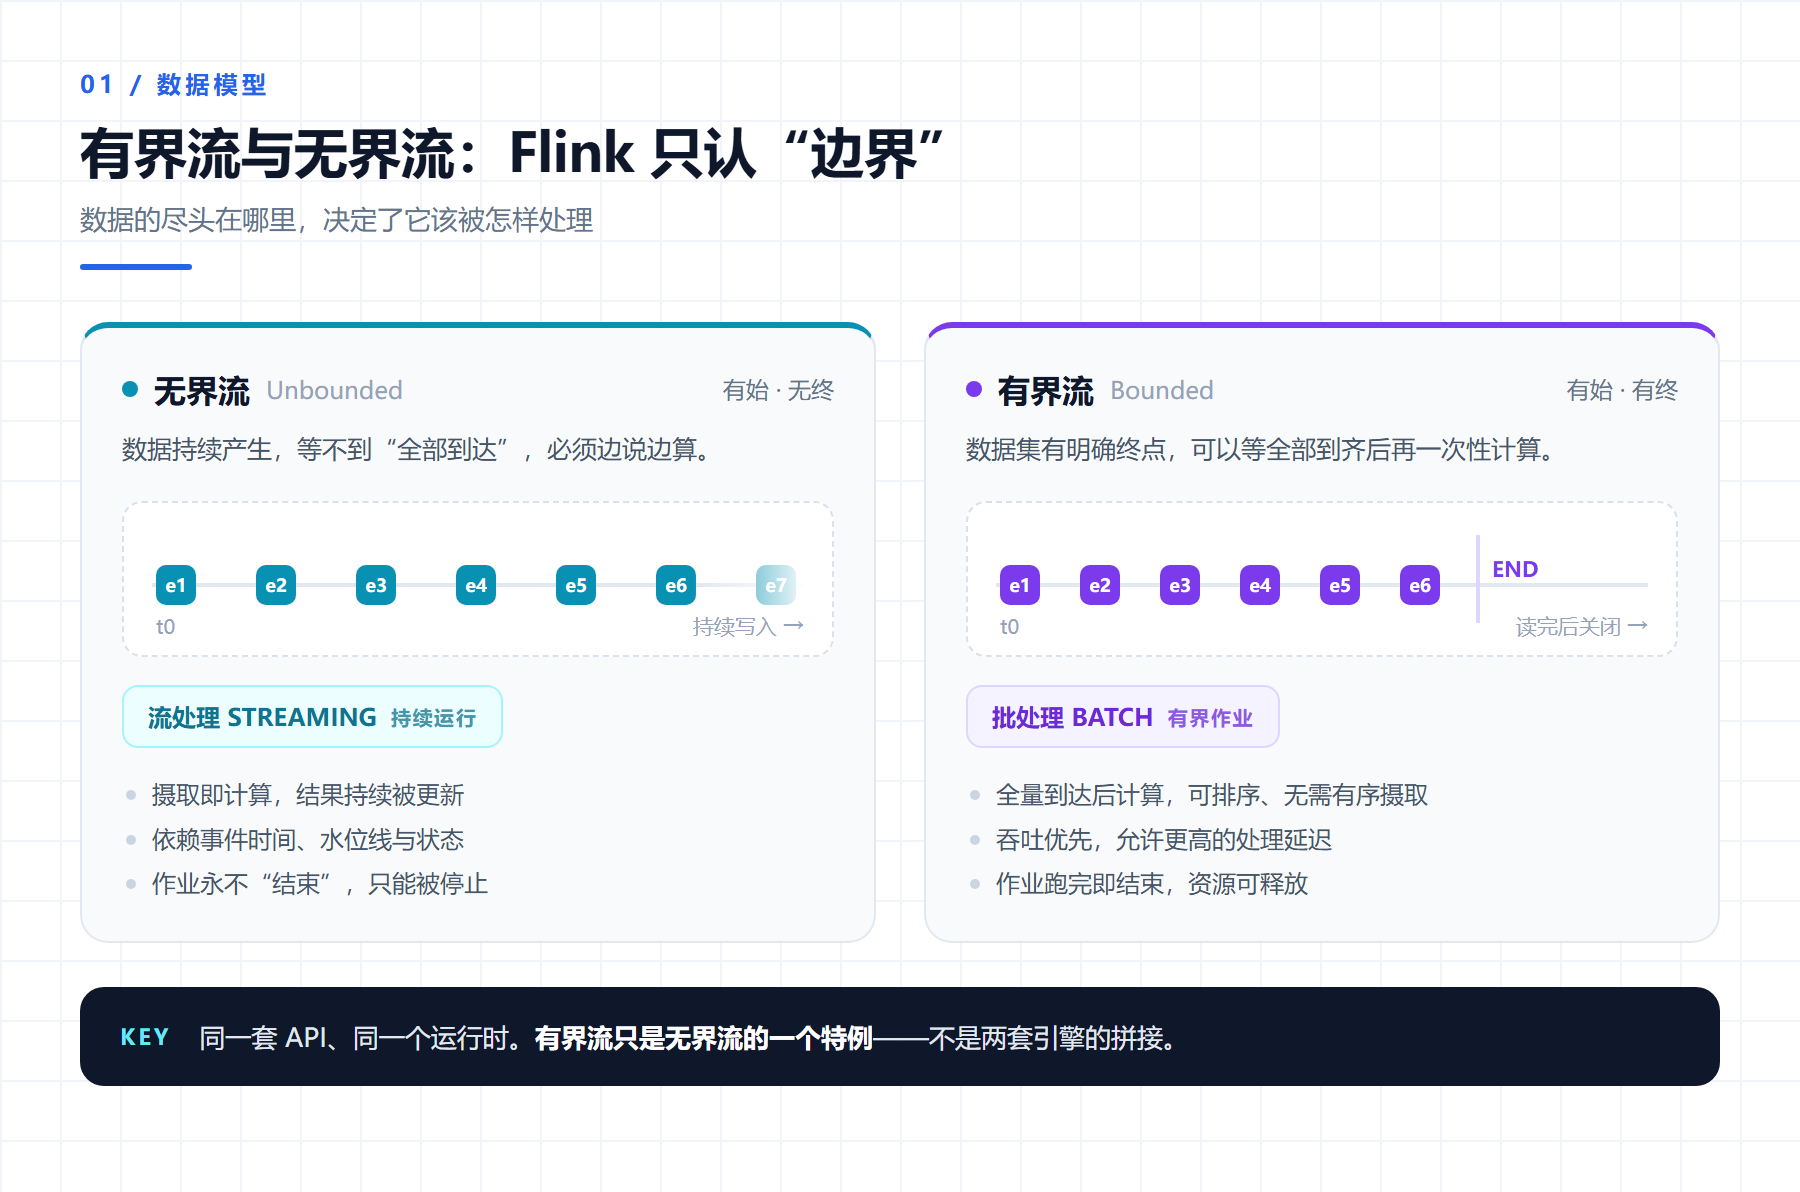 01 / 数据模型
有界流与无界流：Flink 只认“边界”
数据的尽头在哪里，决定了它该被怎样处理
无界流 Unbounded 有始 · 无终
数据持续产生，等不到“全部到达”，必须边说边算。
e1 e2 e3 e4 e5 e6 e7
t0 持续写入 →
流处理 STREAMING 持续运行
摄取即计算，结果持续被更新
依赖事件时间、水位线与状态
作业永不“结束”，只能被停止
有界流 Bounded 有始 · 有终
数据集有明确终点，可以等全部到齐后再一次性计算。
END
e1 e2 e3 e4 e5 e6
t0 读完后关闭 →
批处理 BATCH 有界作业
全量到达后计算，可排序、无需有序摄取
吞吐优先，允许更高的处理延迟
作业跑完即结束，资源可释放
KEY 同一套 API、同一个运行时。有界流只是无界流的一个特例——不是两套引擎的拼接。